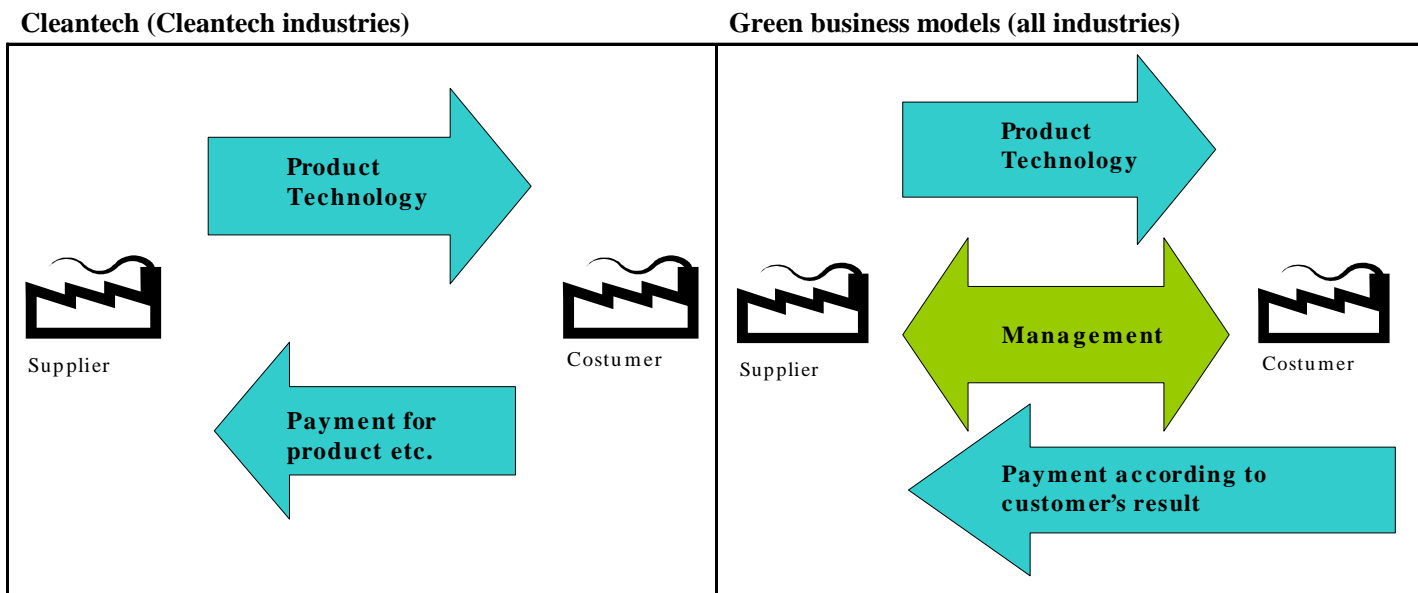 Cleantech (Cleantech industries)
Product
Technology
Supplier
Costumer
Payment for
product etc.
Green business models (all industries)
Product
Technology
Management
Supplier
Costumer
Payment according to
customer’s result